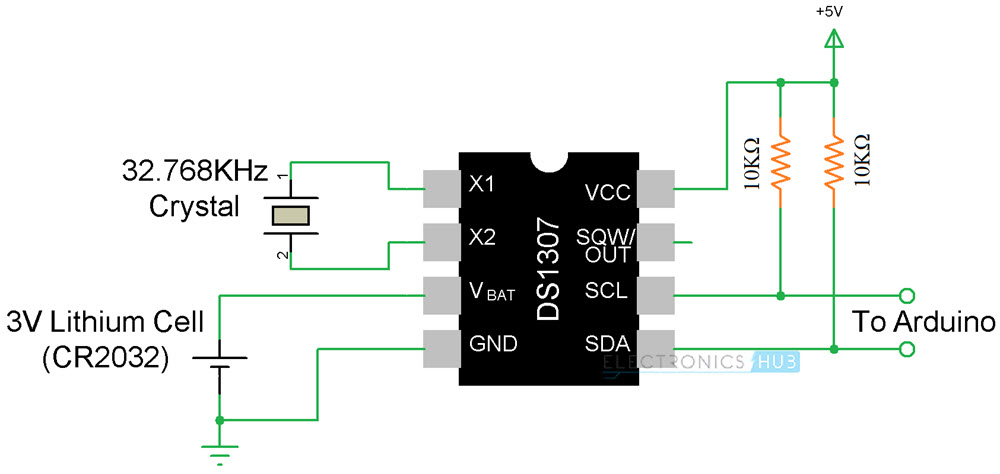 +5V
10KΩ
10KΩ
32.768KHz
Crystal
1
2
X1
X2
V BAT
GND
DS1307
VCC
SQW/
OUT
SCL
SDA
3V Lithium Cell
(CR2032)
To Arduino
ELECTRONICS HUB